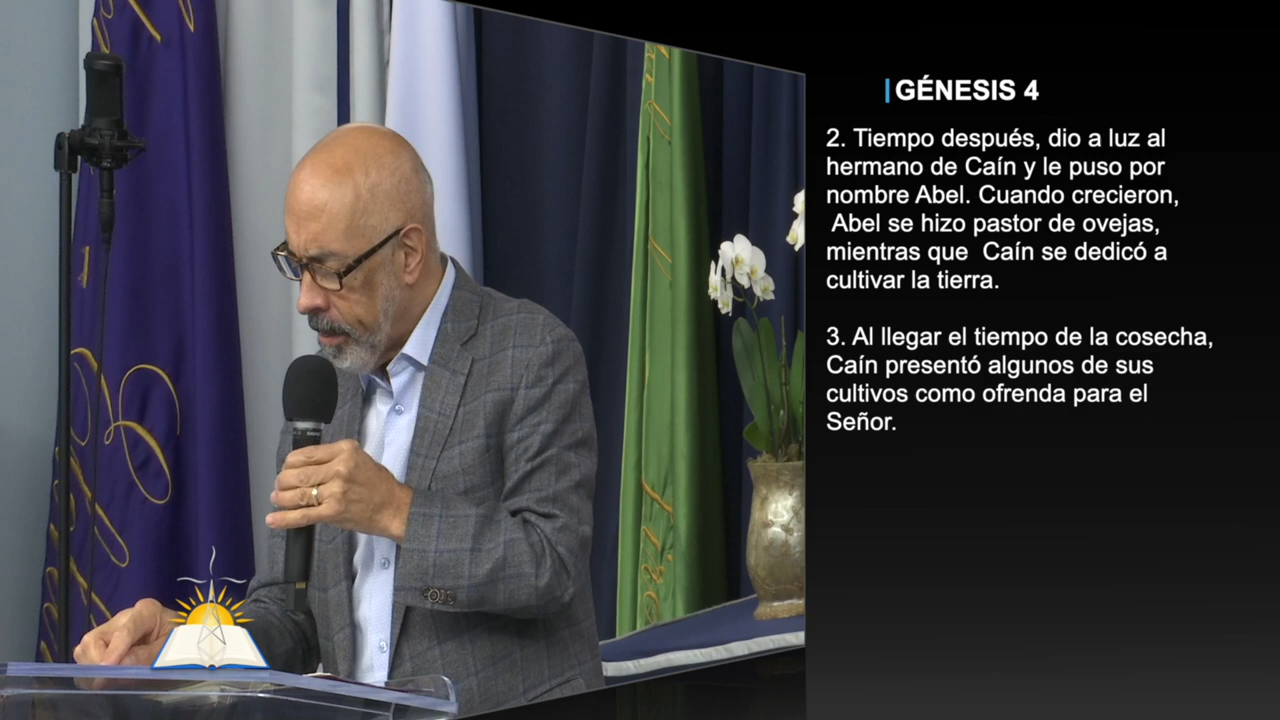 GÉNESIS 4
2. Tiempo después, dio a luz al
hermano de Caín y le puso por
nombre Abel. Cuando crecieron,
Abel se hizo pastor de ovejas,
mientras que Caín se dedicó a
cultivar la tierra.
3. Al llegar el tiempo de la cosecha,
Caín presentó algunos de sus
cultivos como ofrenda para el
Señor.